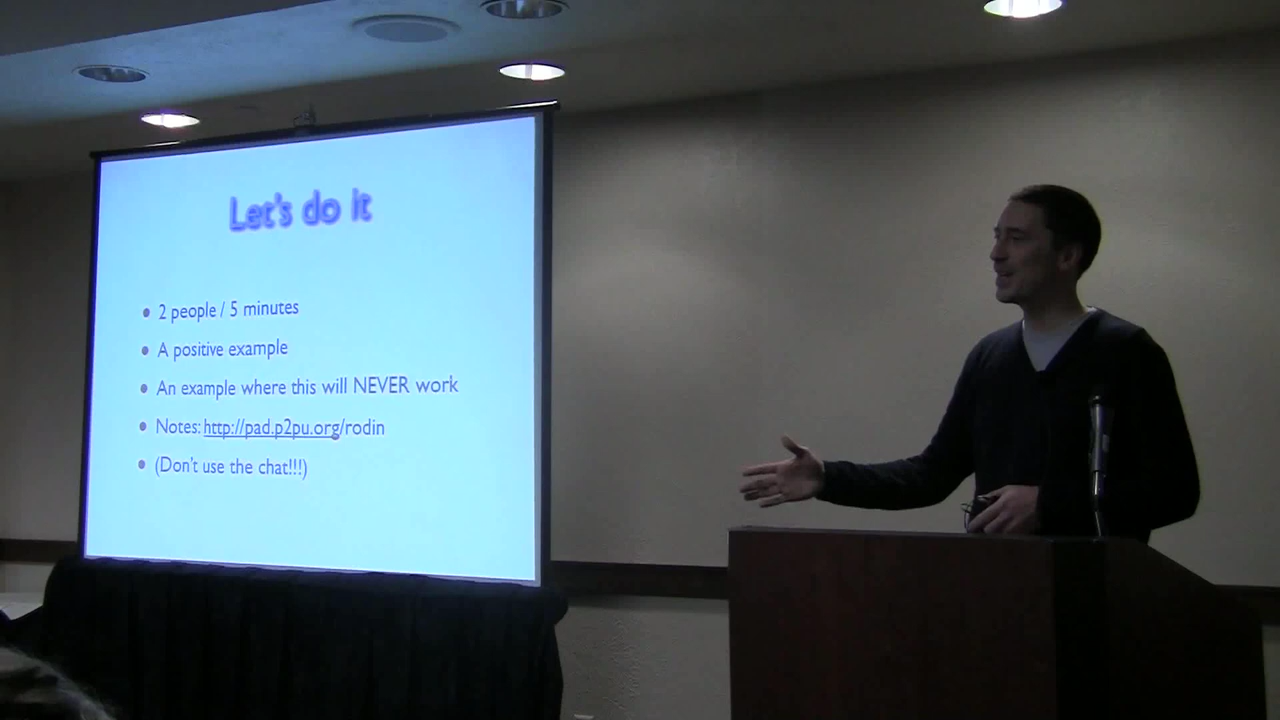 Let's do it
• 2 people / 5 minutes
• A positive example
• An example where this will NEVER work
• Notes: http://pad.p2pu.org/rodin
• (Don't use the chat!!!)